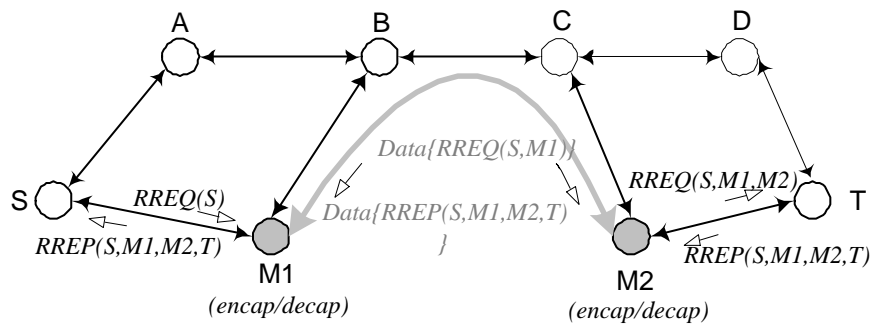 A
B
C
D
Data{RREQ(S,M1)}
RREQ(S,M1,M2)
S
RREQ(S)
T
Data{RREP(S,M1,M2,T)
}
RREP(S,M1,M2,T)
RREP(S,M1,M2,T)
M1
M2
(encap/decap)
(encap/decap)